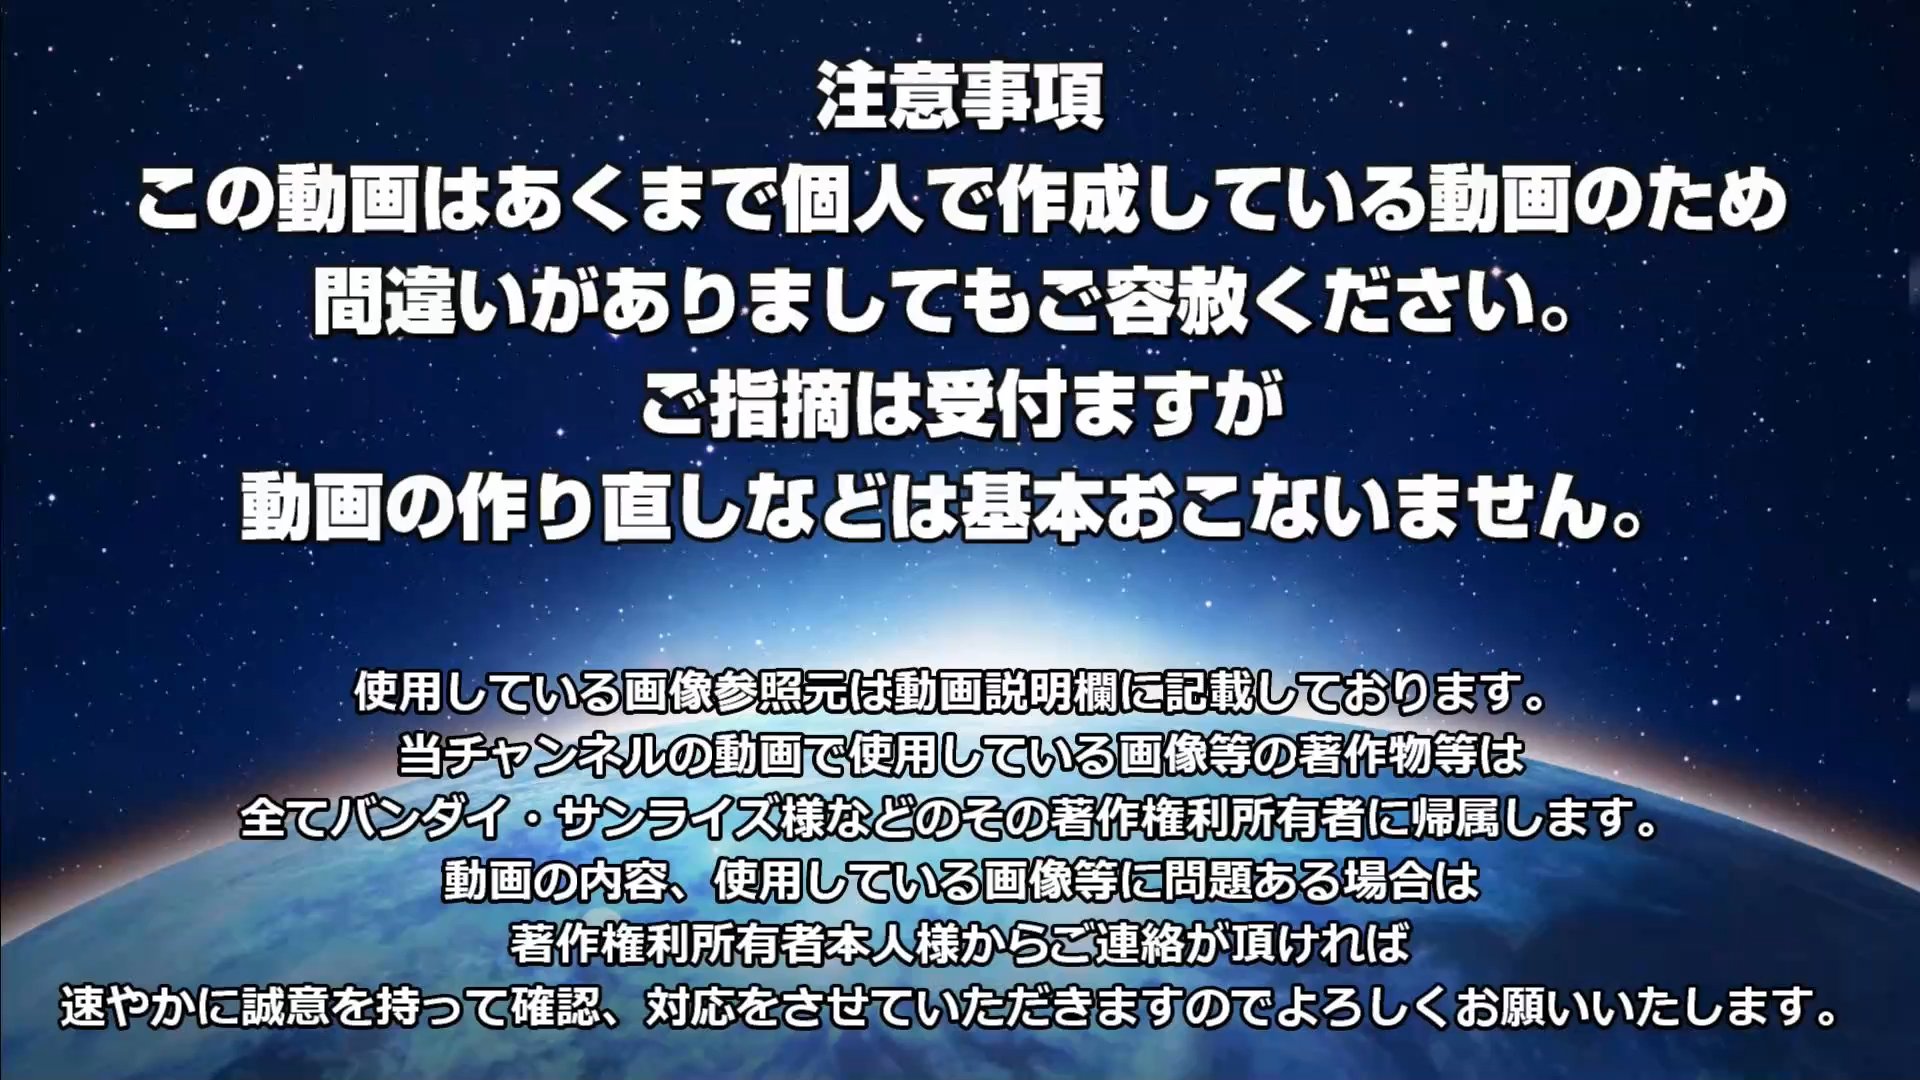 注意事項
この動画はあくまで個人で作成している動画のため
間違いがありましてもご容赦ください。
ご指摘は受付ますが
動画の作り直しなどは基本おこないません。
使用している画像参照元は動画説明欄に記載しております。
当チャンネルの動画で使用している画像等の著作物等は
全てバンダイ・サンライズ様などのその著作権利所有者に帰属します。
動画の内容、使用している画像等に問題ある場合は
著作権利所有者本人様からご連絡が頂ければ
速やかに誠意を持って確認、対応をさせていただきますのでよろしくお願いいたします。